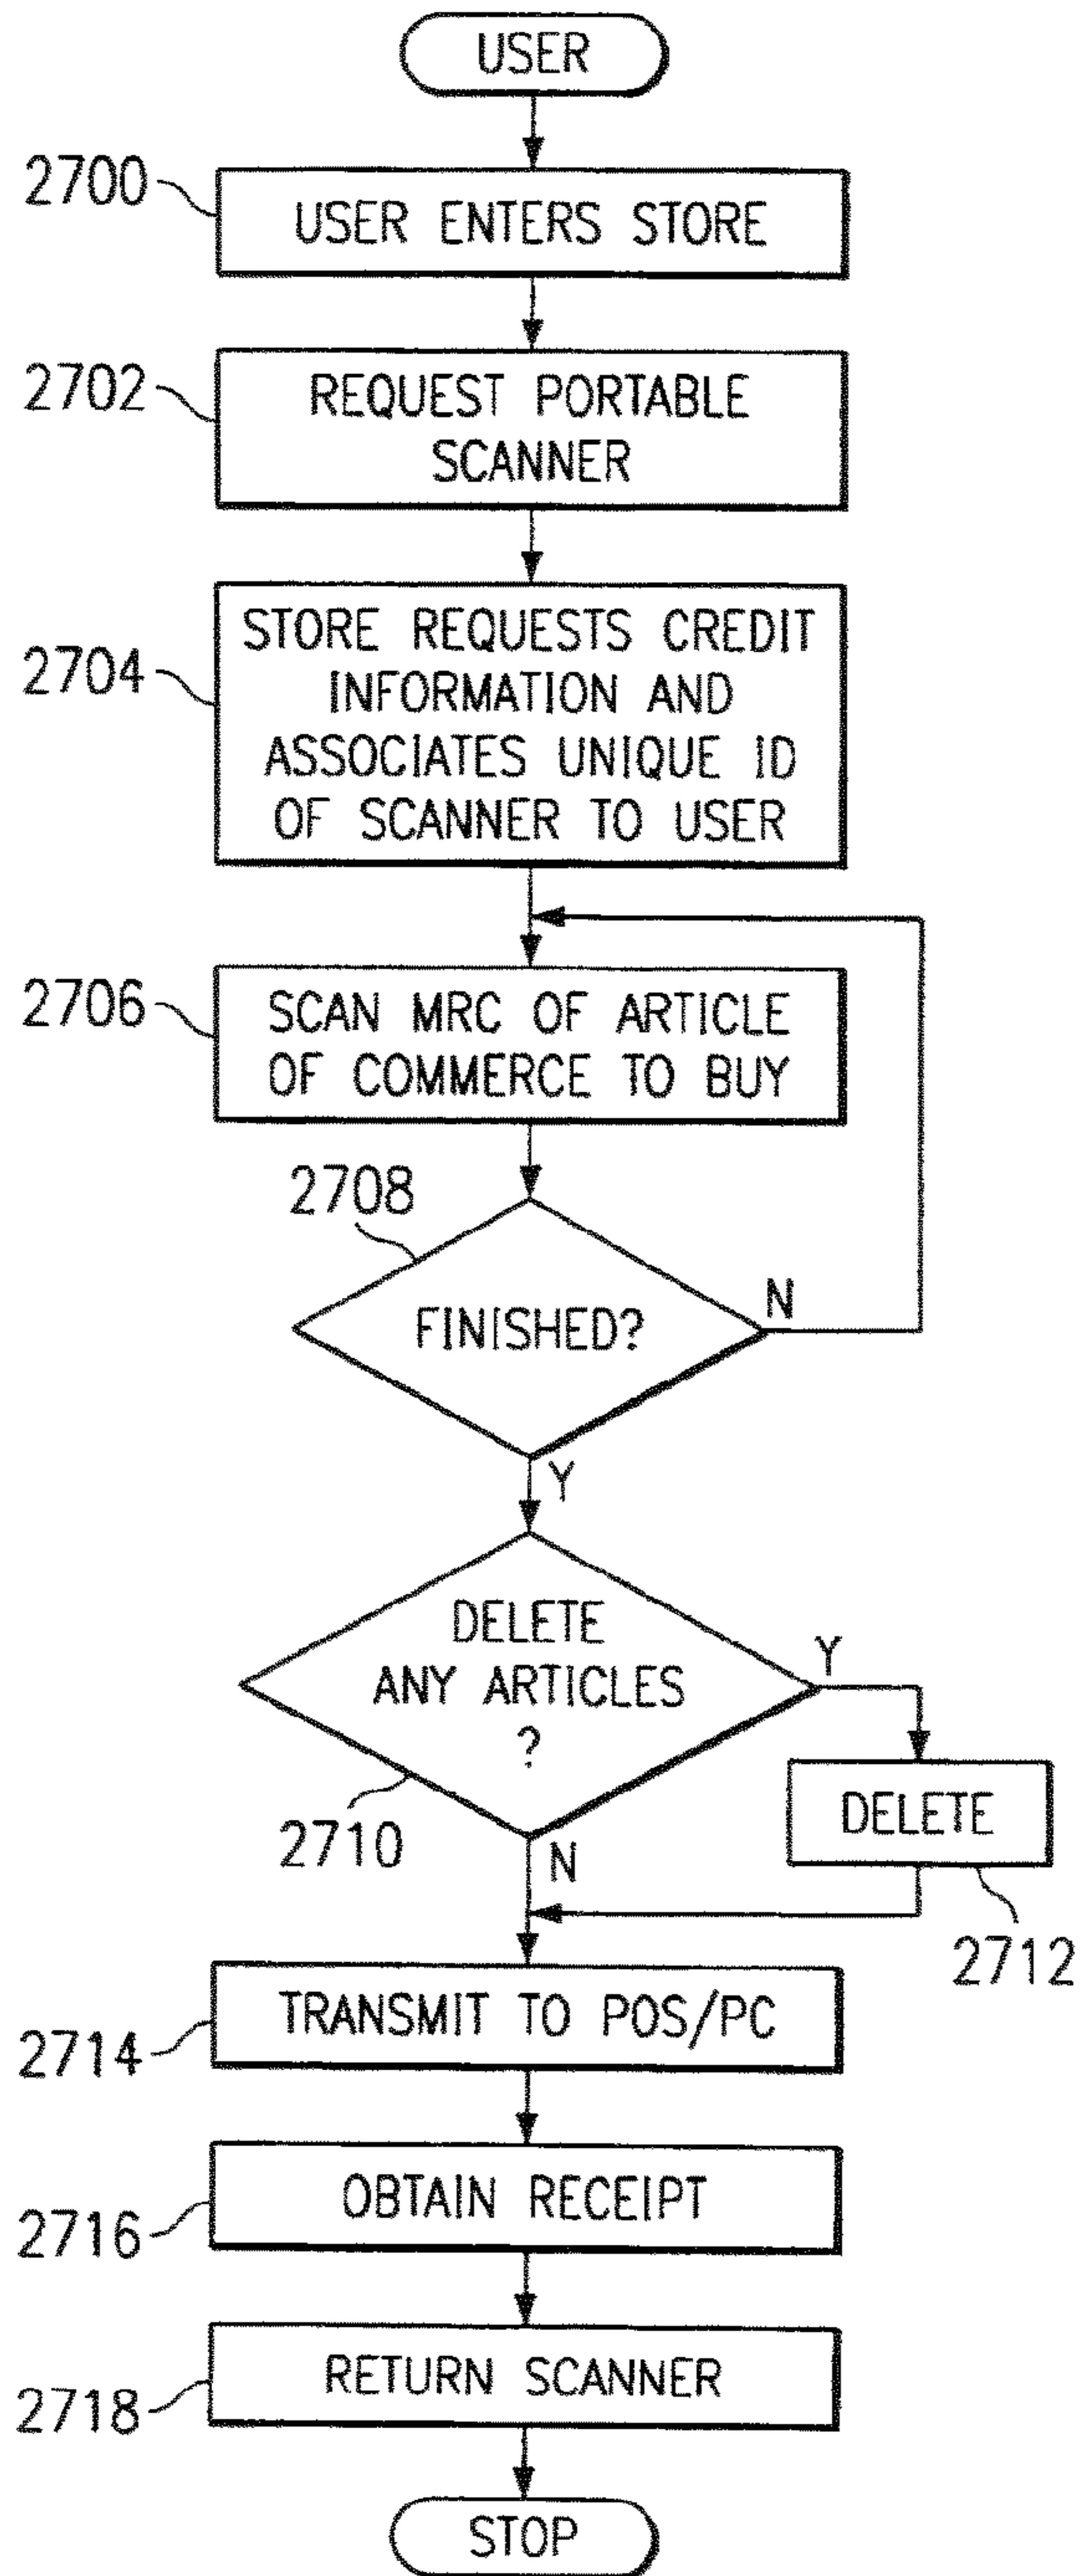 USER
2700
USER ENTERS STORE
2702
REQUEST PORTABLE
SCANNER
2704
STORE REQUESTS CREDIT
INFORMATION AND
ASSOCIATES UNIQUE ID
OF SCANNER TO USER
2706
SCAN MRC OF ARTICLE
OF COMMERCE TO BUY
2708
FINISHED?
N
Y
DELETE
ANY ARTICLES
?
Y
2710
N
DELETE
2712
2714
TRANSMIT TO POS/PC
2716
OBTAIN RECEIPT
2718
RETURN SCANNER
STOP